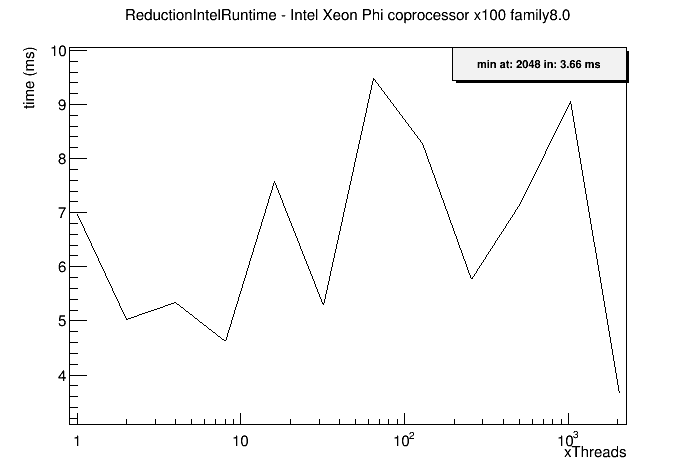 ReductionIntelRuntime - Intel Xeon Phi coprocessor x100 family8.0
time (ms)
min at: 2048 in: 3.66 ms
10
9
8
7
6
5
4
1 10 10² 10³
xThreads